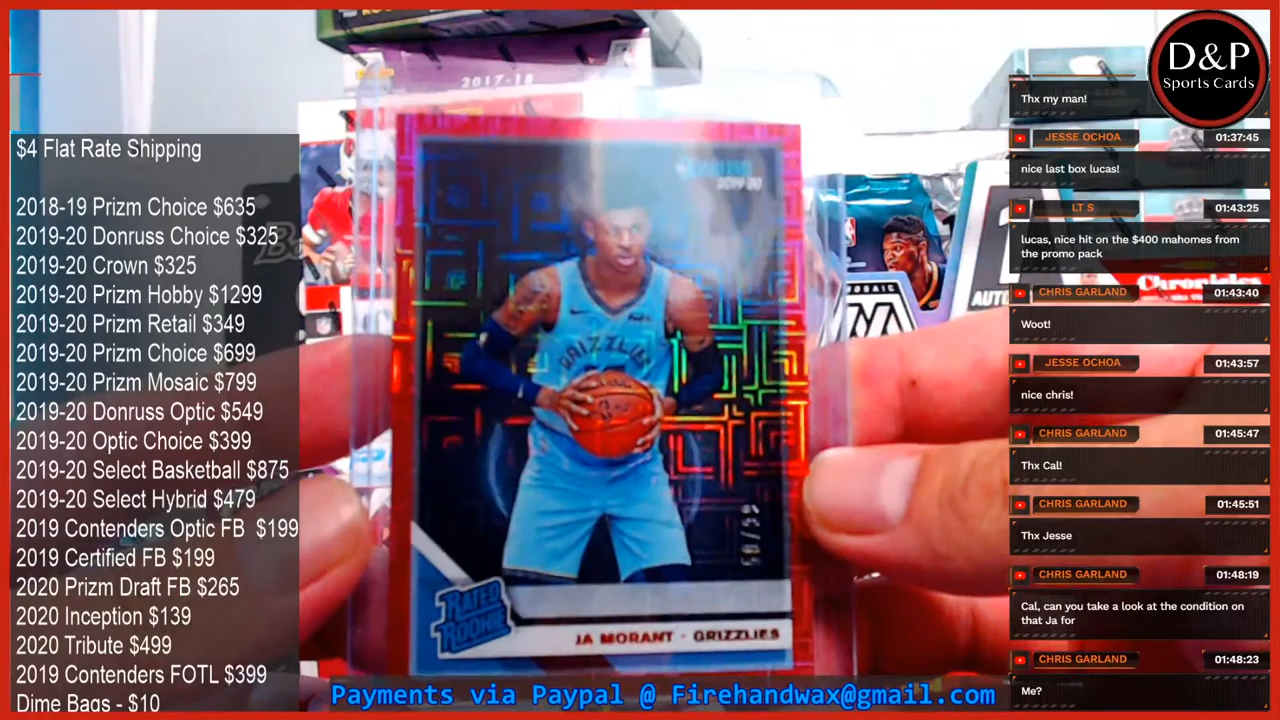 $4 Flat Rate Shipping
2018-19 Prizm Choice $635
2019-20 Donruss Choice $325
2019-20 Crown $325
2019-20 Prizm Hobby $1299
2019-20 Prizm Retail $349
2019-20 Prizm Choice $699
2019-20 Prizm Mosaic $799
2019-20 Donruss Optic $549
2019-20 Optic Choice $399
2019-20 Select Basketball $875
2019-20 Select Hybrid $479
2019 Contenders Optic FB $199
2019 Certified FB $199
2020 Prizm Draft FB $265
2020 Inception $139
2020 Tribute $499
2019 Contenders FOTL $399
Dime Bags - $10
2017-18
2019-20
GRIZZLIES
RATED
ROOKIE
JA MORANT · GRIZZLIES
MOSAIC
Chronicles
Payments via Paypal @ Firehandwax@gmail.com
D&P
Sports Cards
Thx my man!
JESSE OCHOA 01:37:45
nice last box lucas!
LT S 01:43:25
lucas, nice hit on the $400 mahomes from
the promo pack
CHRIS GARLAND 01:43:40
Woot!
JESSE OCHOA 01:43:57
nice chris!
CHRIS GARLAND 01:45:47
Thx Cal!
CHRIS GARLAND 01:45:51
Thx Jesse
CHRIS GARLAND 01:48:19
Cal, can you take a look at the condition on
that Ja for
CHRIS GARLAND 01:48:23
Me?